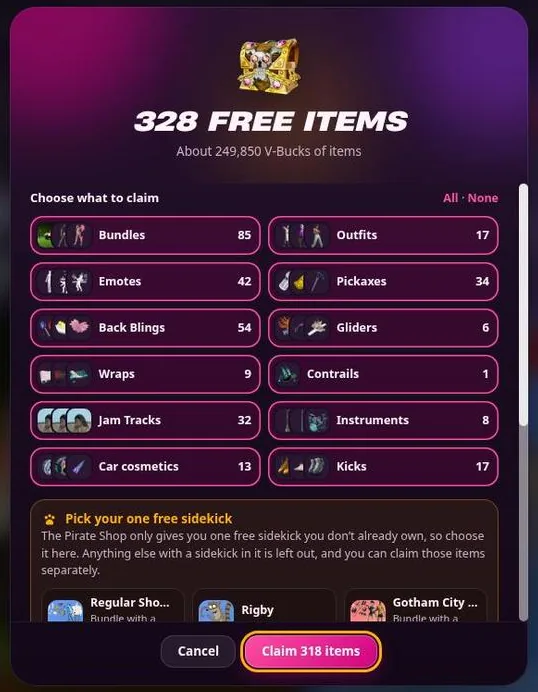 328 FREE ITEMS
About 249,850 V-Bucks of items
Choose what to claim
All · None
Bundles 85
Outfits 17
Emotes 42
Pickaxes 34
Back Blings 54
Gliders 6
Wraps 9
Contrails 1
Jam Tracks 32
Instruments 8
Car cosmetics 13
Kicks 17
Pick your one free sidekick
The Pirate Shop only gives you one free sidekick you don't already own, so choose
it here. Anything else with a sidekick in it is left out, and you can claim those items
separately.
Regular Sho...
Bundle with a
Rigby
Gotham City ...
Bundle with a
Cancel
Claim 318 items